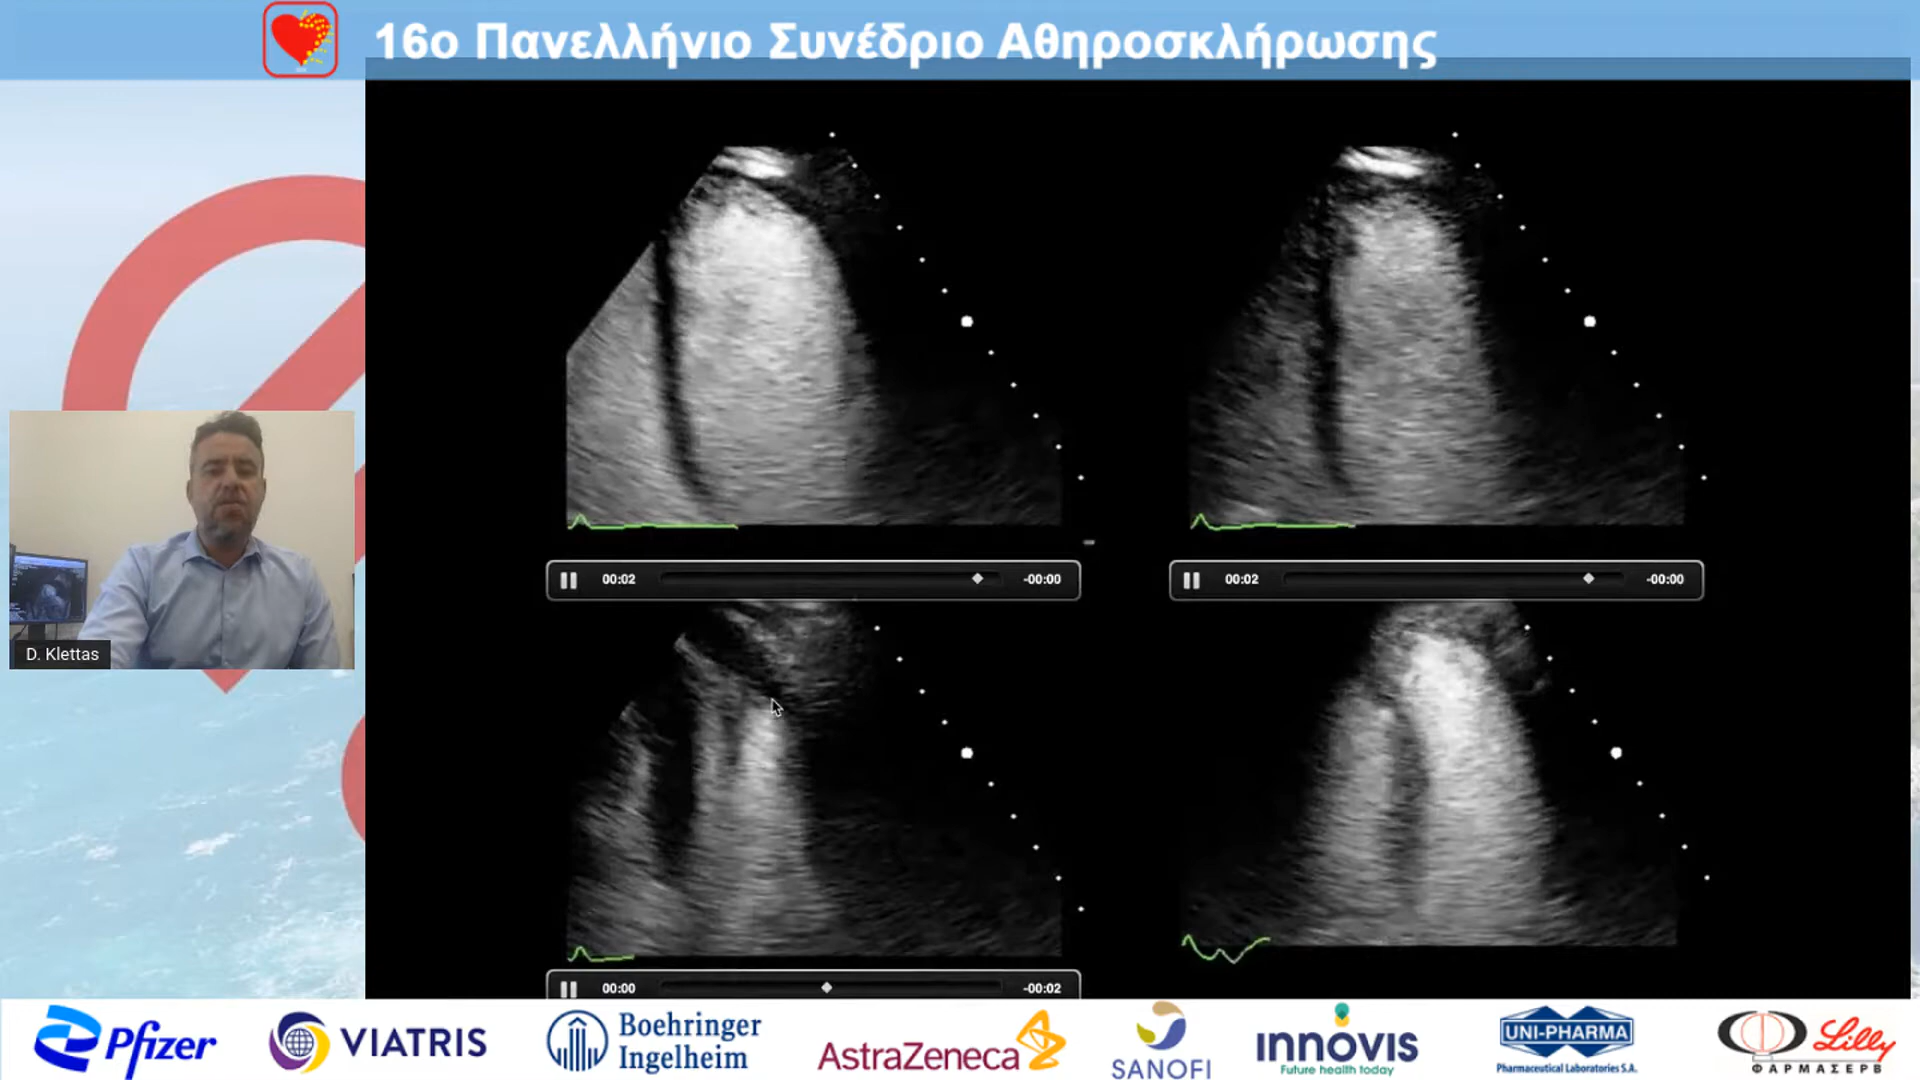 16ο Πανελλήνιο Συνέδριο Αθηροσκλήρωσης
00:02
-00:00
00:02
-00:00
D. Klettas
00:00
-00:02
Pfizer
VIATRIS
Boehringer
Ingelheim
AstraZeneca
SANOFI
INNOVIS
Future health today
UNI-PHARMA
Pharmaceutical Laboratories S.A.
Lilly
ΦΑΡΜΑΣΕΡΒ